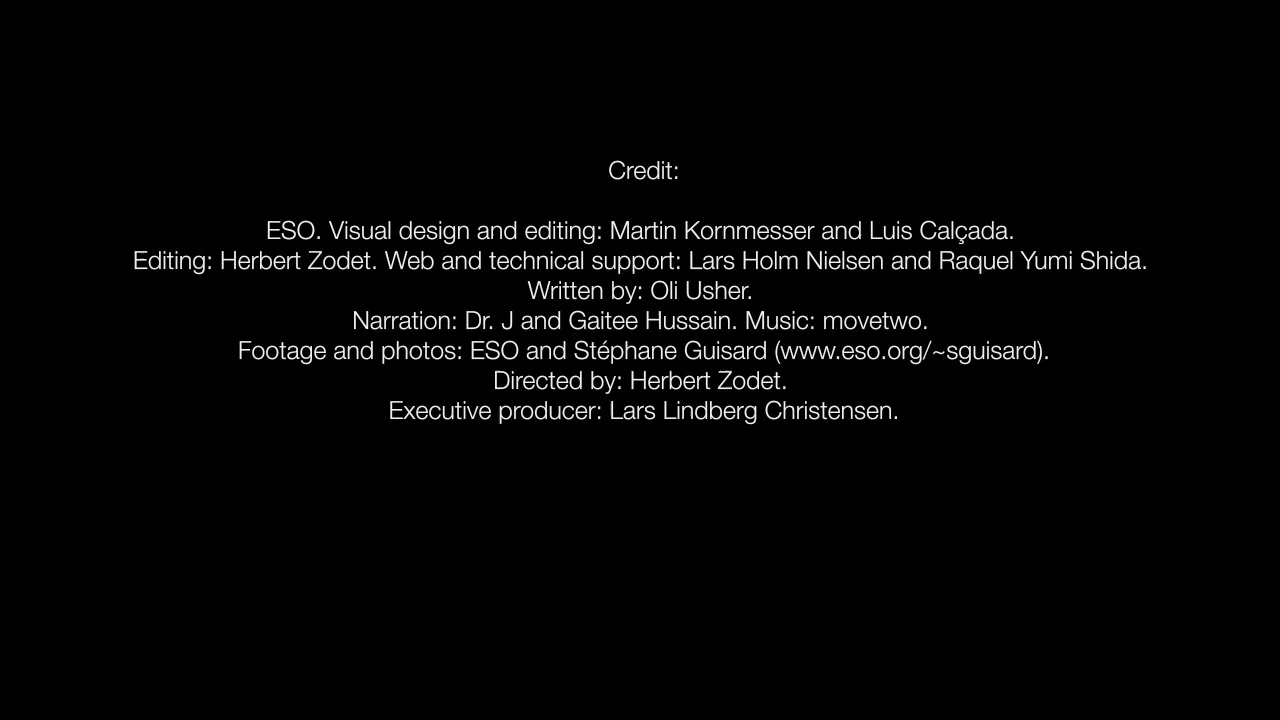 Credit:
ESO. Visual design and editing: Martin Kornmesser and Luis Calçada.
Editing: Herbert Zodet. Web and technical support: Lars Holm Nielsen and Raquel Yumi Shida.
Written by: Oli Usher.
Narration: Dr. J and Gaitee Hussain. Music: movetwo.
Footage and photos: ESO and Stéphane Guisard (www.eso.org/~sguisard).
Directed by: Herbert Zodet.
Executive producer: Lars Lindberg Christensen.